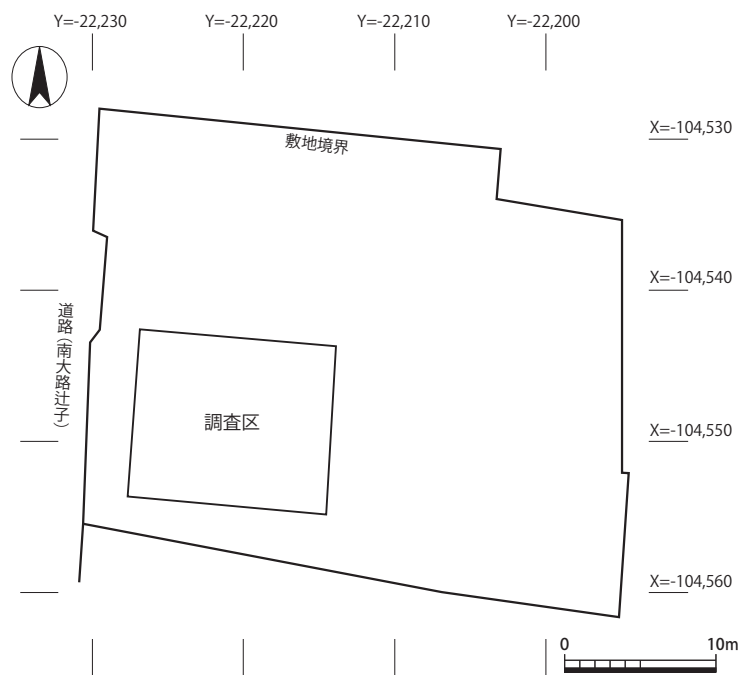 Y=-22,230
Y=-22,220
Y=-22,210
Y=-22,200
X=-104,530
敷地境界
X=-104,540
道路（南大路辻子）
調査区
X=-104,550
X=-104,560
0
10m